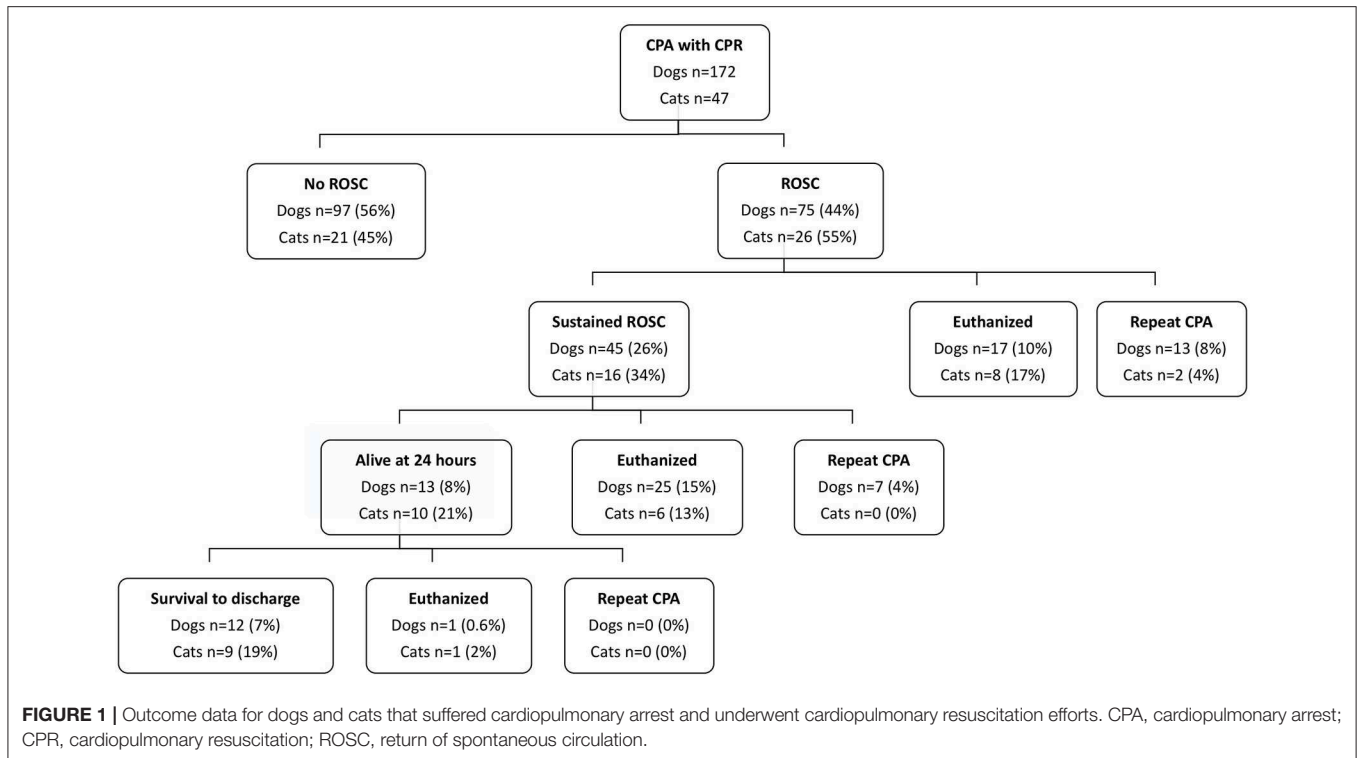 CPA with CPR
Dogs n=172
Cats n=47
No ROSC
Dogs n=97 (56%)
Cats n=21 (45%)
ROSC
Dogs n=75 (44%)
Cats n=26 (55%)
Sustained ROSC
Dogs n=45 (26%)
Cats n=16 (34%)
Euthanized
Dogs n=17 (10%)
Cats n=8 (17%)
Repeat CPA
Dogs n=13 (8%)
Cats n=2 (4%)
Alive at 24 hours
Dogs n=13 (8%)
Cats n=10 (21%)
Euthanized
Dogs n=25 (15%)
Cats n=6 (13%)
Repeat CPA
Dogs n=7 (4%)
Cats n=0 (0%)
Survival to discharge
Dogs n=12 (7%)
Cats n=9 (19%)
Euthanized
Dogs n=1 (0.6%)
Cats n=1 (2%)
Repeat CPA
Dogs n=0 (0%)
Cats n=0 (0%)
FIGURE 1 | Outcome data for dogs and cats that suffered cardiopulmonary arrest and underwent cardiopulmonary resuscitation efforts. CPA, cardiopulmonary arrest;
CPR, cardiopulmonary resuscitation; ROSC, return of spontaneous circulation.